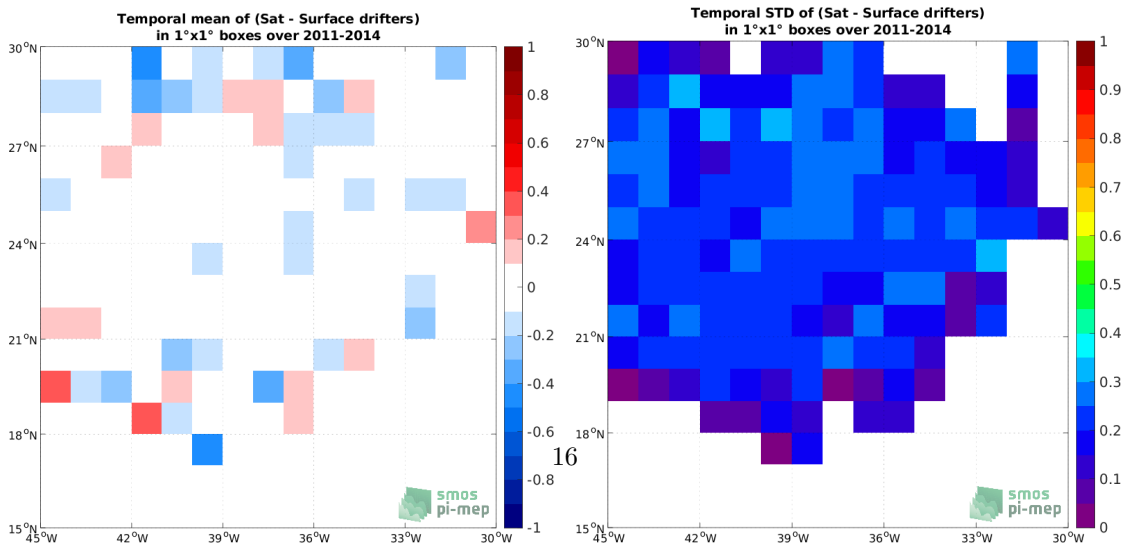 Temporal mean of (Sat - Surface drifters)
in 1°x1° boxes over 2011-2014
30°N
27°N
24°N
21°N
18°N
15°N
45°W
42°W
39°W
36°W
33°W
30°W
1
0.8
0.6
0.4
0.2
0
-0.2
-0.4
-0.6
-0.8
-1
smos
pi-mep
16
Temporal STD of (Sat - Surface drifters)
in 1°x1° boxes over 2011-2014
30°N
27°N
24°N
21°N
18°N
15°N
45°W
42°W
39°W
36°W
33°W
30°W
1
0.9
0.8
0.7
0.6
0.5
0.4
0.3
0.2
0.1
0
smos
pi-mep